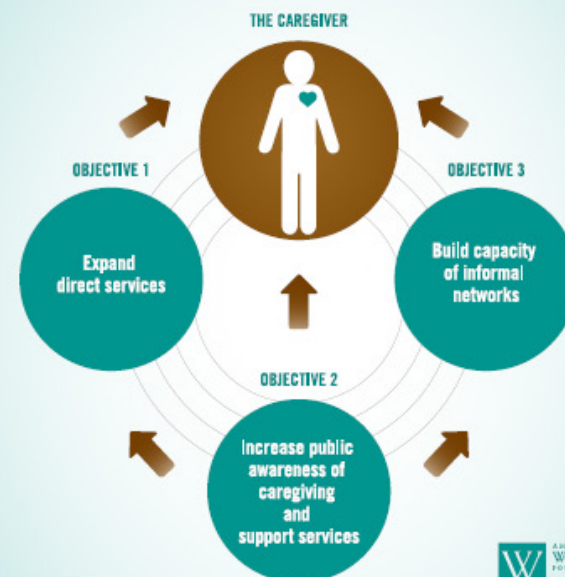 THE CAREGIVER
OBJECTIVE 1
Expand
direct services
OBJECTIVE 3
Build capacity
of informal
networks
OBJECTIVE 2
Increase public
awareness of
caregiving
and
support services
W